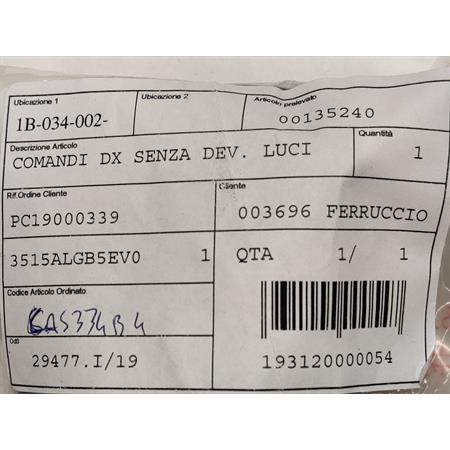 Ubicazione 1
Ubicazione 2
Articolo prelevato
1B-034-002-
00135240
Descrizione Articolo
Quantità
COMANDI DX SENZA DEV. LUCI
1
Rif.Ordine Cliente
Cliente
PC19000339
003696 FERRUCCIO
3515ALGB5EV0 1
QTA 1/ 1
Codice Articolo Ordinato
Odl
29477.I/19
193120000054